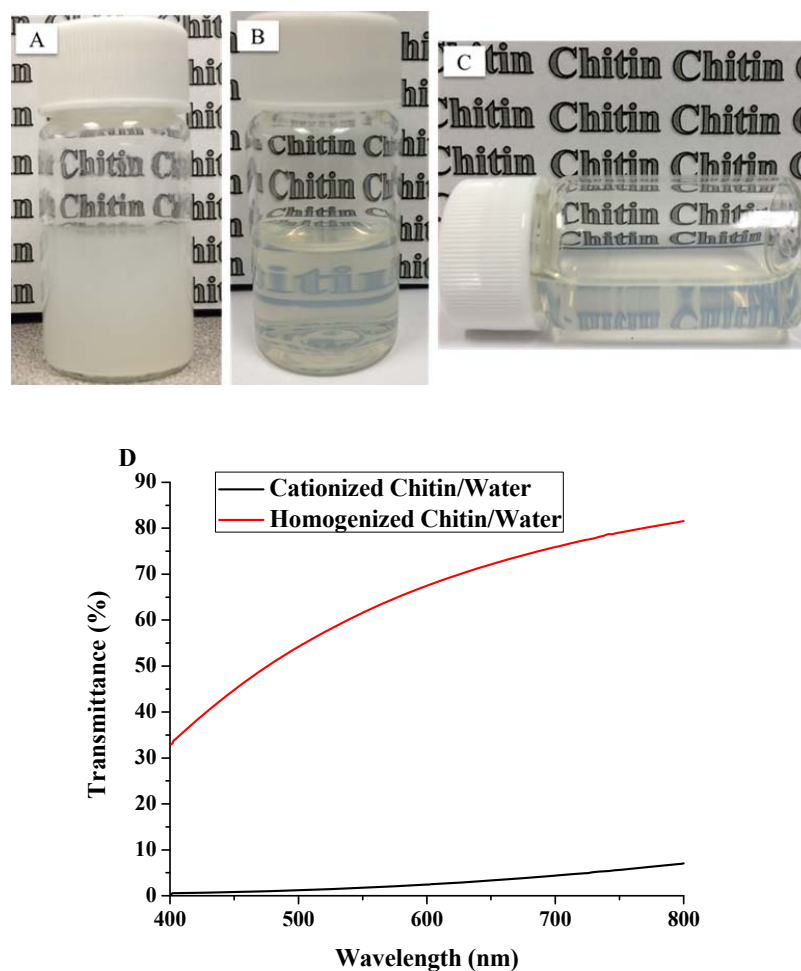 A
Chitin
Chitin
B
Chitin
Chitin
Chitin
hitin
C
hitin Chitin Chitin
Chitin Chitin Chitin
Chitin Chitin Chitin
Chitin Chitin
Chitin Chitin
D
90
80
70
60
50
40
30
20
10
0
Transmittance (%)
Cationized Chitin/Water
Homogenized Chitin/Water
400 500 600 700 800
Wavelength (nm)